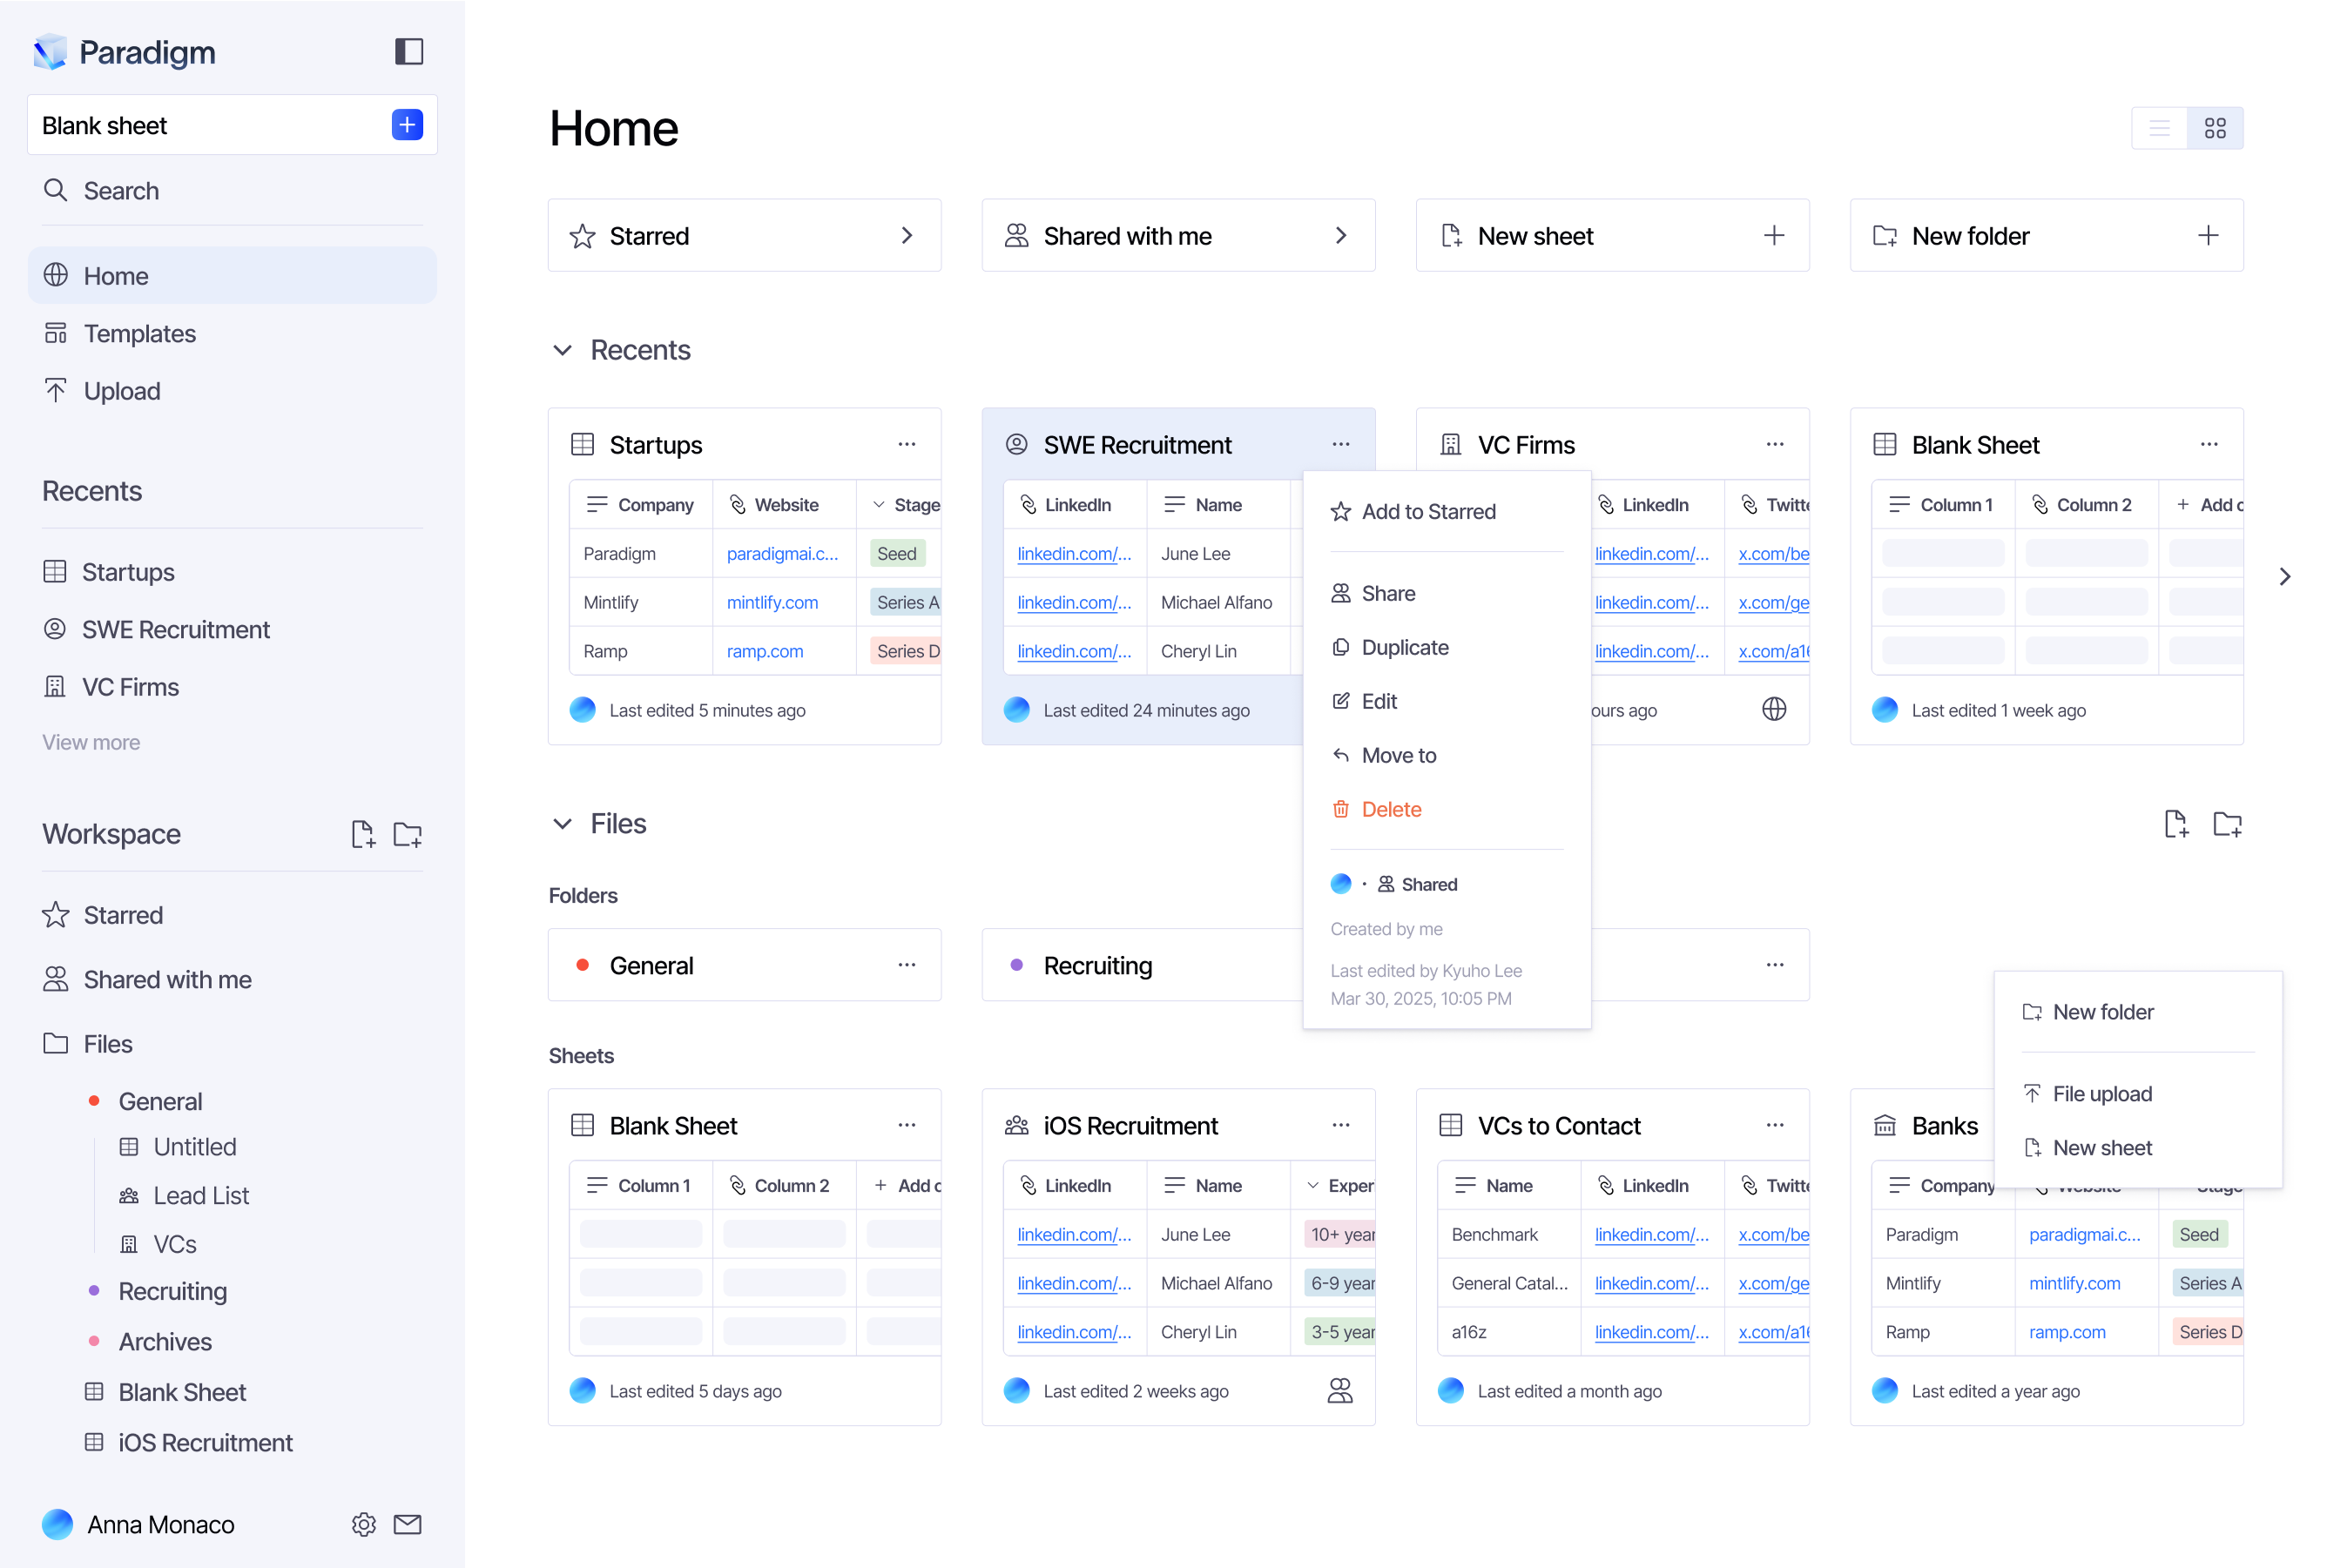 Paradigm
Blank sheet
Search
Home
Templates
Upload
Recents
Startups
SWE Recruitment
VC Firms
View more
Workspace
Starred
Shared with me
Files
General
Untitled
Lead List
VCs
Recruiting
Archives
Blank Sheet
iOS Recruitment
Anna Monaco
Home
Starred
Shared with me
New sheet
New folder
Recents
Startups
Company Website Stage
Paradigm paradigmai.c... Seed
Mintlify mintlify.com Series A
Ramp ramp.com Series D
Last edited 5 minutes ago
SWE Recruitment
LinkedIn Name
linkedin.com/... June Lee
linkedin.com/... Michael Alfano
linkedin.com/... Cheryl Lin
Last edited 24 minutes ago
Add to Starred
Share
Duplicate
Edit
Move to
Delete
Shared
Created by me
Last edited by Kyuho Lee
Mar 30, 2025, 10:05 PM
VC Firms
LinkedIn Twitte
linkedin.com/... x.com/be
linkedin.com/... x.com/ge
linkedin.com/... x.com/a16
ours ago
Blank Sheet
Column 1 Column 2 Add c
Last edited 1 week ago
Files
Folders
General
Recruiting
New folder
File upload
New sheet
Sheets
Blank Sheet
Column 1 Column 2 Add c
Last edited 5 days ago
iOS Recruitment
LinkedIn Name Exper
linkedin.com/... June Lee 10+ year
linkedin.com/... Michael Alfano 6-9 year
linkedin.com/... Cheryl Lin 3-5 year
Last edited 2 weeks ago
VCs to Contact
Name LinkedIn Twitte
Benchmark linkedin.com/... x.com/be
General Catal... linkedin.com/... x.com/ge
a16z linkedin.com/... x.com/a16
Last edited a month ago
Banks
Company Website Stage
Paradigm paradigmai.c... Seed
Mintlify mintlify.com Series A
Ramp ramp.com Series D
Last edited a year ago